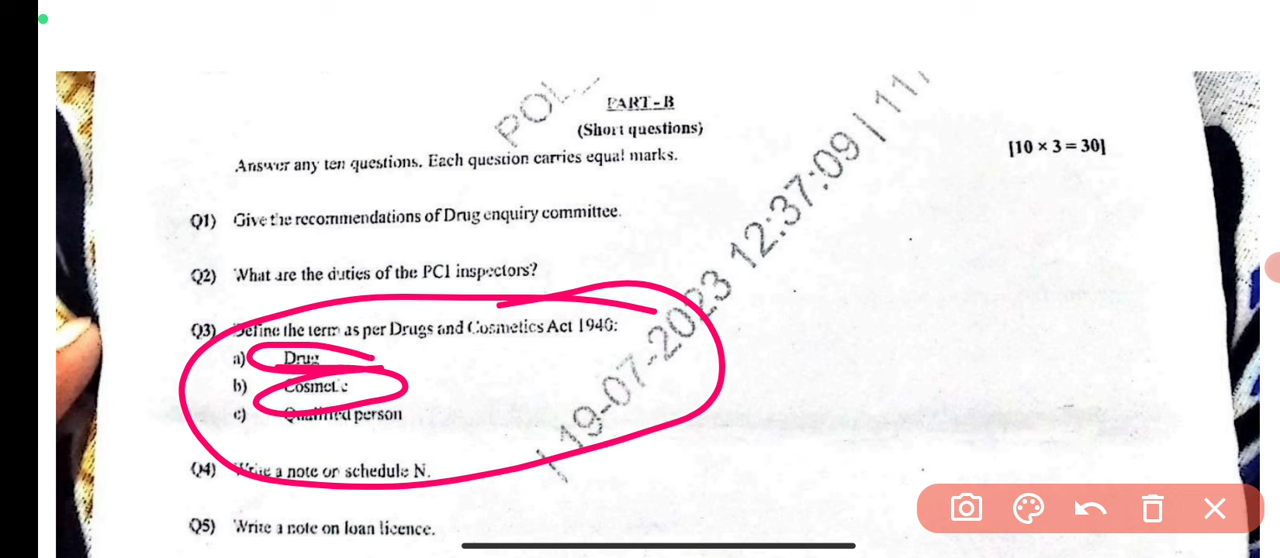 PART - B
(Short questions)
Answer any ten questions. Each question carries equal marks.
[10 × 3 = 30]
Q1) Give the recommendations of Drug enquiry committee.
Q2) What are the duties of the PCI inspectors?
Q3) Define the term as per Drugs and Cosmetics Act 1940:
a) Drug
b) Cosmetic
c) Qualified person
Q4) Write a note on schedule N.
Q5) Write a note on loan licence.
| 19-07-2023 12:37:09 |